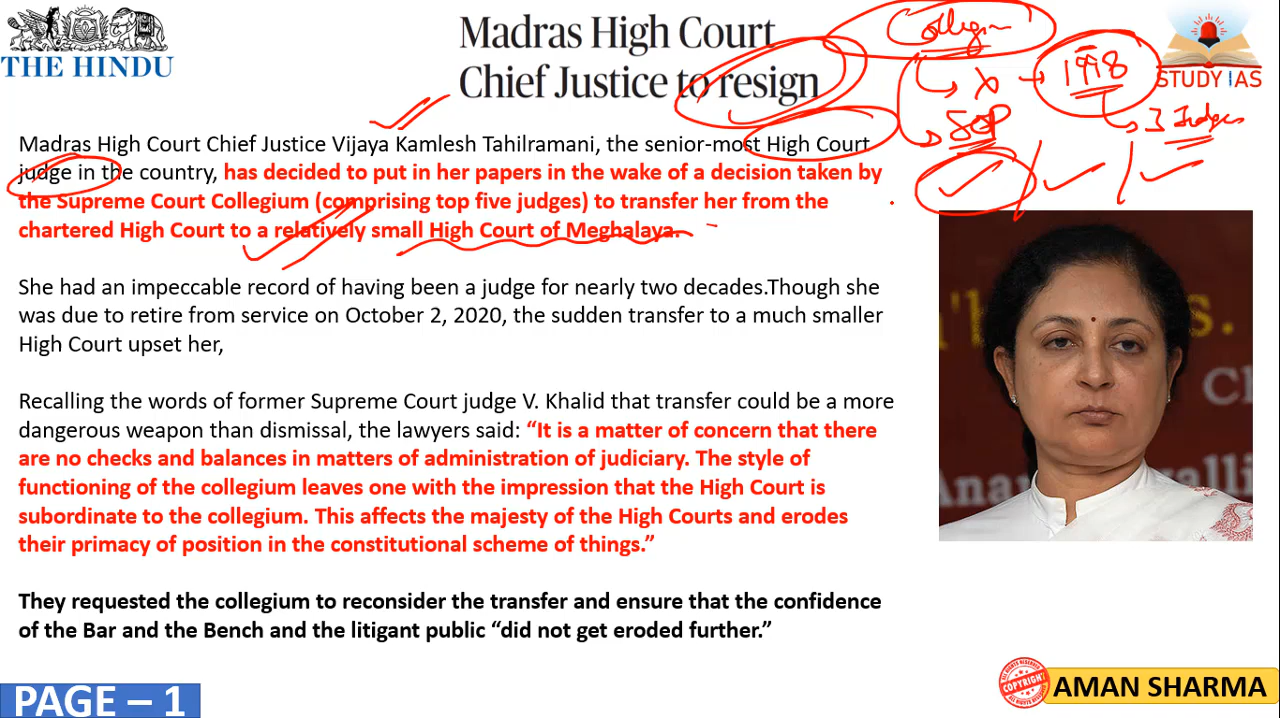 THE HINDU
Madras High Court
Chief Justice to resign
Collegium
X
1998
SOP
3 Judges
STUDY IAS
Madras High Court Chief Justice Vijaya Kamlesh Tahilramani, the senior-most High Court
judge in the country, has decided to put in her papers in the wake of a decision taken by
the Supreme Court Collegium (comprising top five judges) to transfer her from the
chartered High Court to a relatively small High Court of Meghalaya.
She had an impeccable record of having been a judge for nearly two decades.Though she
was due to retire from service on October 2, 2020, the sudden transfer to a much smaller
High Court upset her,
Recalling the words of former Supreme Court judge V. Khalid that transfer could be a more
dangerous weapon than dismissal, the lawyers said: “It is a matter of concern that there
are no checks and balances in matters of administration of judiciary. The style of
functioning of the collegium leaves one with the impression that the High Court is
subordinate to the collegium. This affects the majesty of the High Courts and erodes
their primacy of position in the constitutional scheme of things.”
They requested the collegium to reconsider the transfer and ensure that the confidence
of the Bar and the Bench and the litigant public “did not get eroded further.”
PAGE – 1
COPYRIGHT
AMAN SHARMA